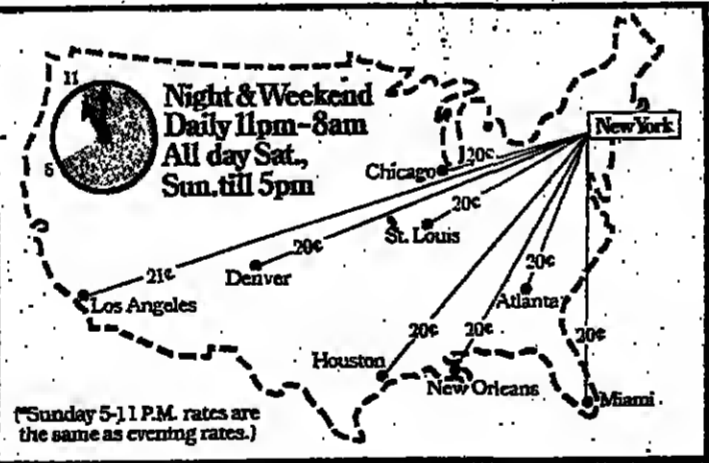 11
8
Night & Weekend
Daily 11pm-8am
All day Sat.,
Sun. till 5pm
New York
Chicago
20¢
20¢
St. Louis
20¢
Denver
21¢
Los Angeles
20¢
Atlanta
20¢
20¢
20¢
Houston
New Orleans
Miami
(*Sunday 5-11 P.M. rates are
the same as evening rates.)